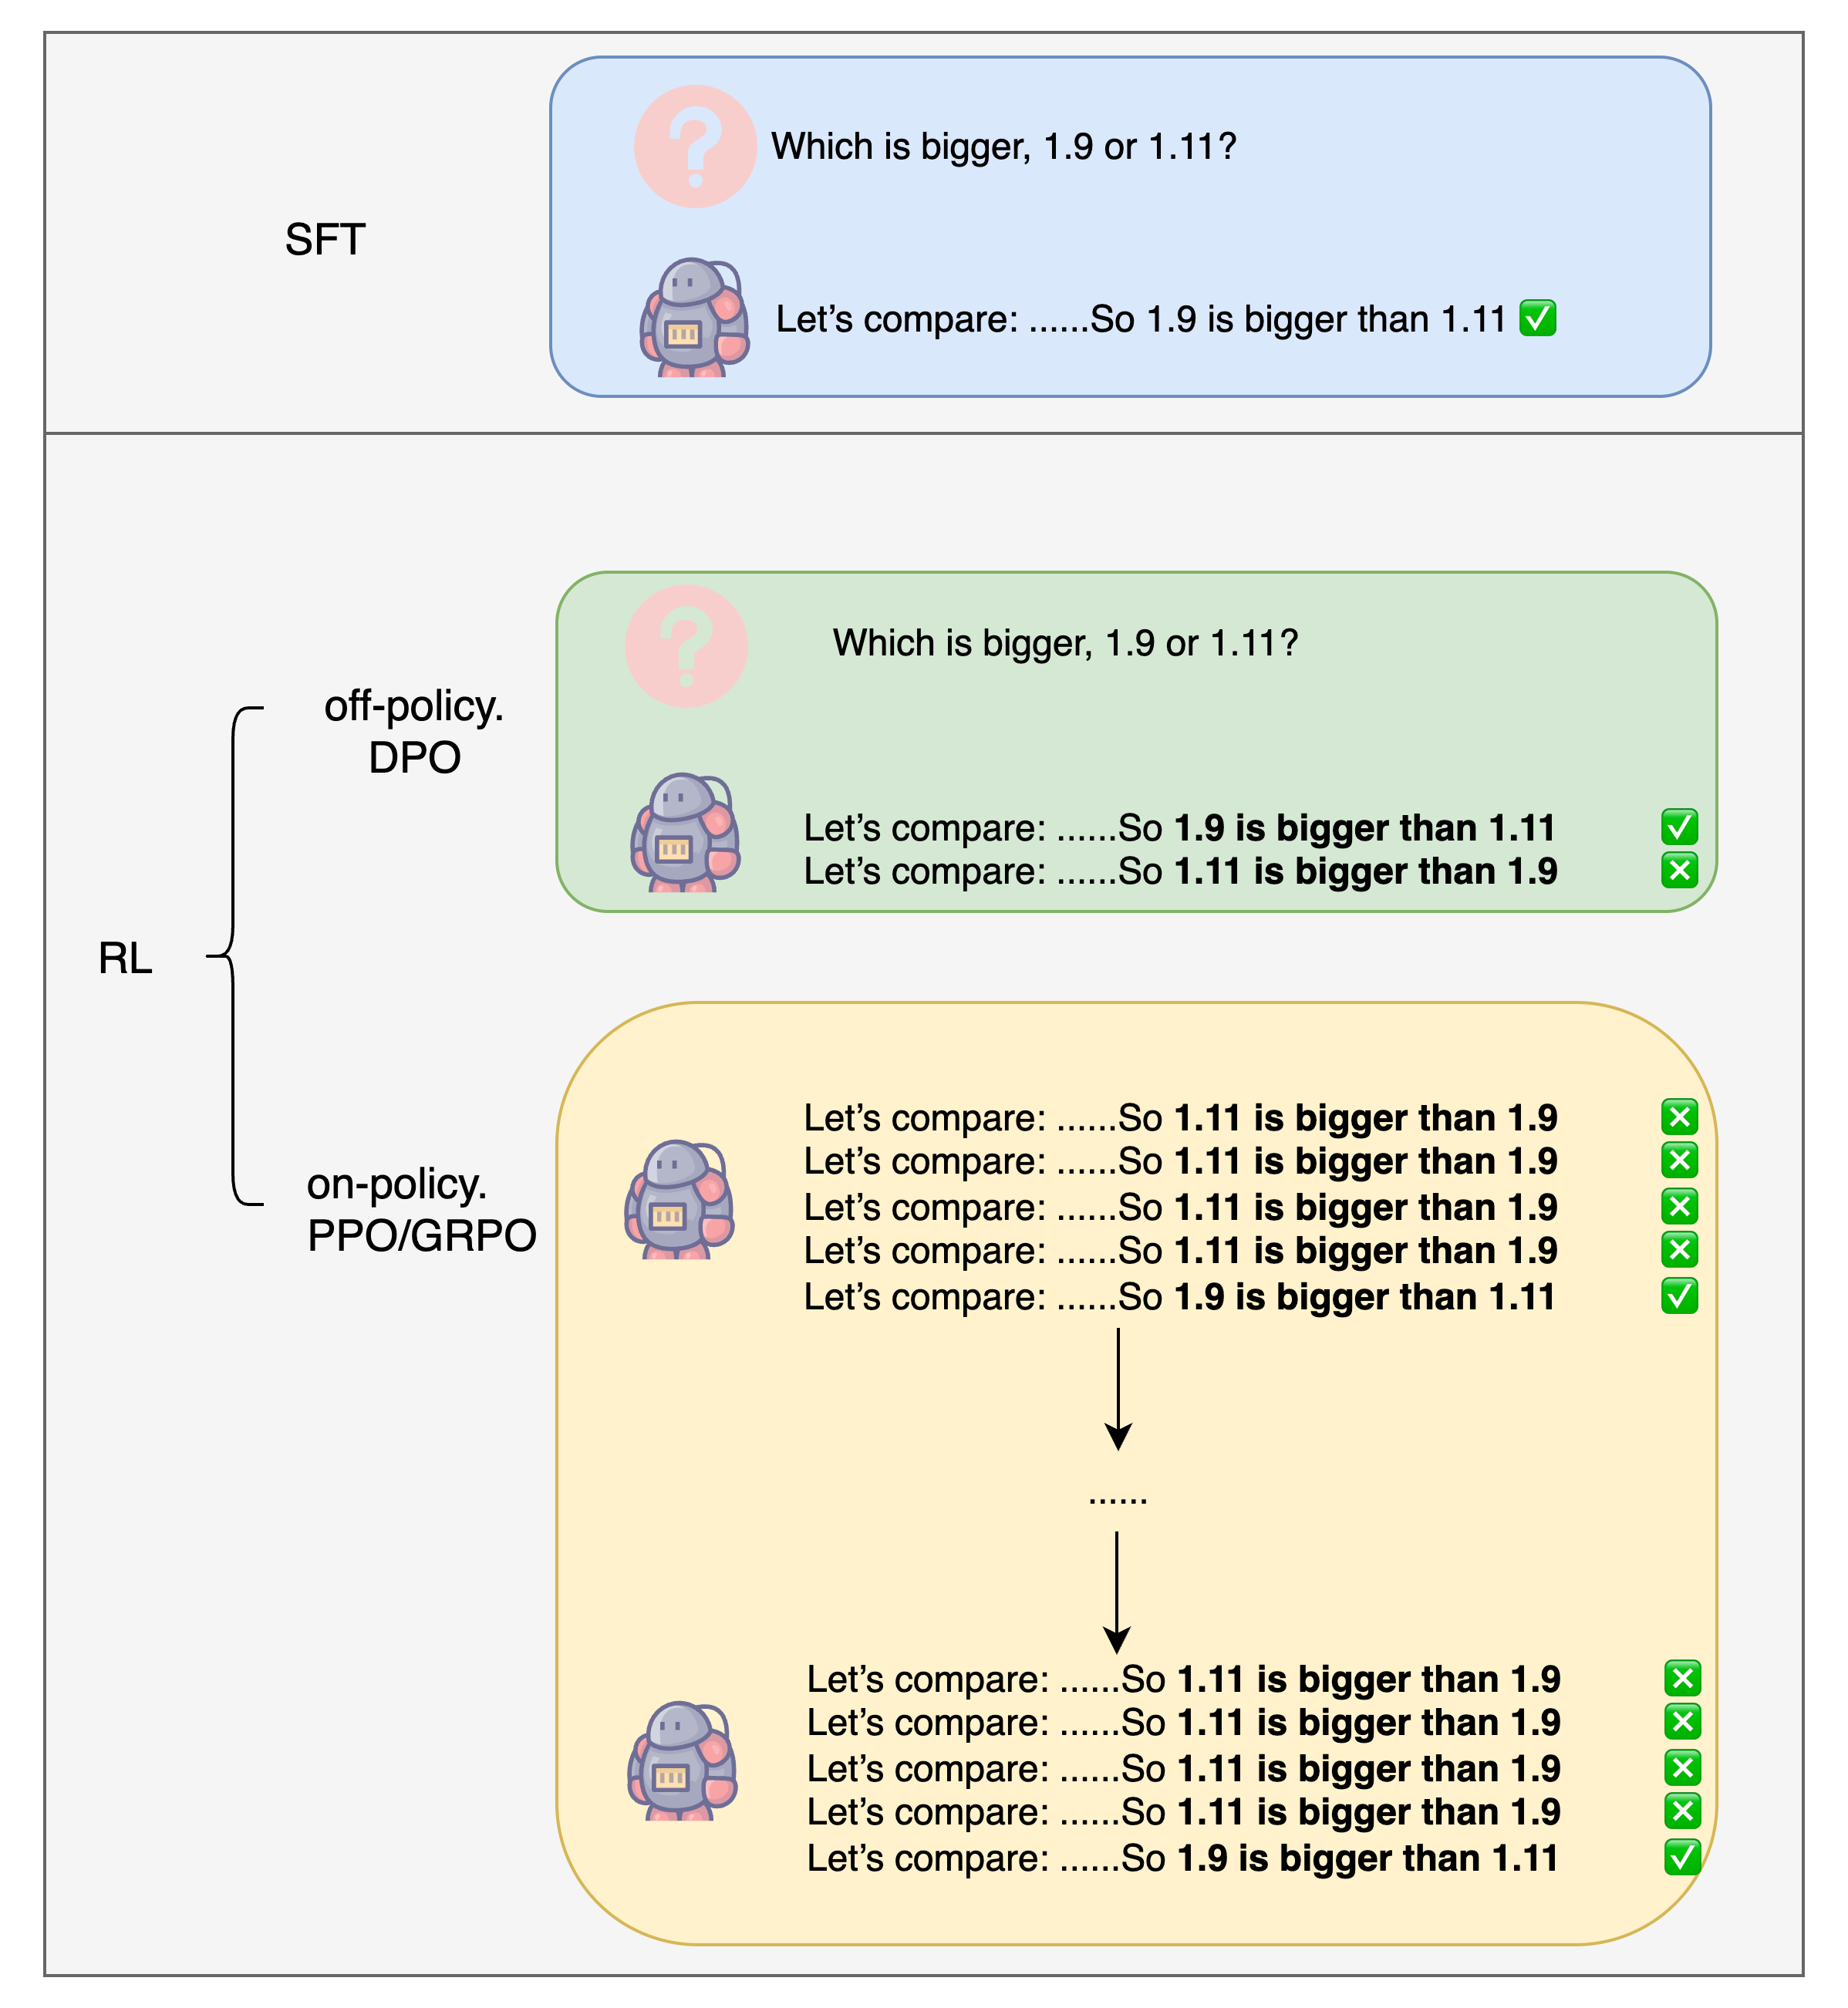 SFT
Which is bigger, 1.9 or 1.11?
Let’s compare: ......So 1.9 is bigger than 1.11 ✅
RL
off-policy.
DPO
Which is bigger, 1.9 or 1.11?
Let’s compare: ......So 1.9 is bigger than 1.11 ✅
Let’s compare: ......So 1.11 is bigger than 1.9 ❎
on-policy.
PPO/GRPO
Let’s compare: ......So 1.11 is bigger than 1.9 ❎
Let’s compare: ......So 1.11 is bigger than 1.9 ❎
Let’s compare: ......So 1.11 is bigger than 1.9 ❎
Let’s compare: ......So 1.11 is bigger than 1.9 ❎
Let’s compare: ......So 1.9 is bigger than 1.11 ✅
......
Let’s compare: ......So 1.11 is bigger than 1.9 ❎
Let’s compare: ......So 1.11 is bigger than 1.9 ❎
Let’s compare: ......So 1.11 is bigger than 1.9 ❎
Let’s compare: ......So 1.11 is bigger than 1.9 ❎
Let’s compare: ......So 1.9 is bigger than 1.11 ✅